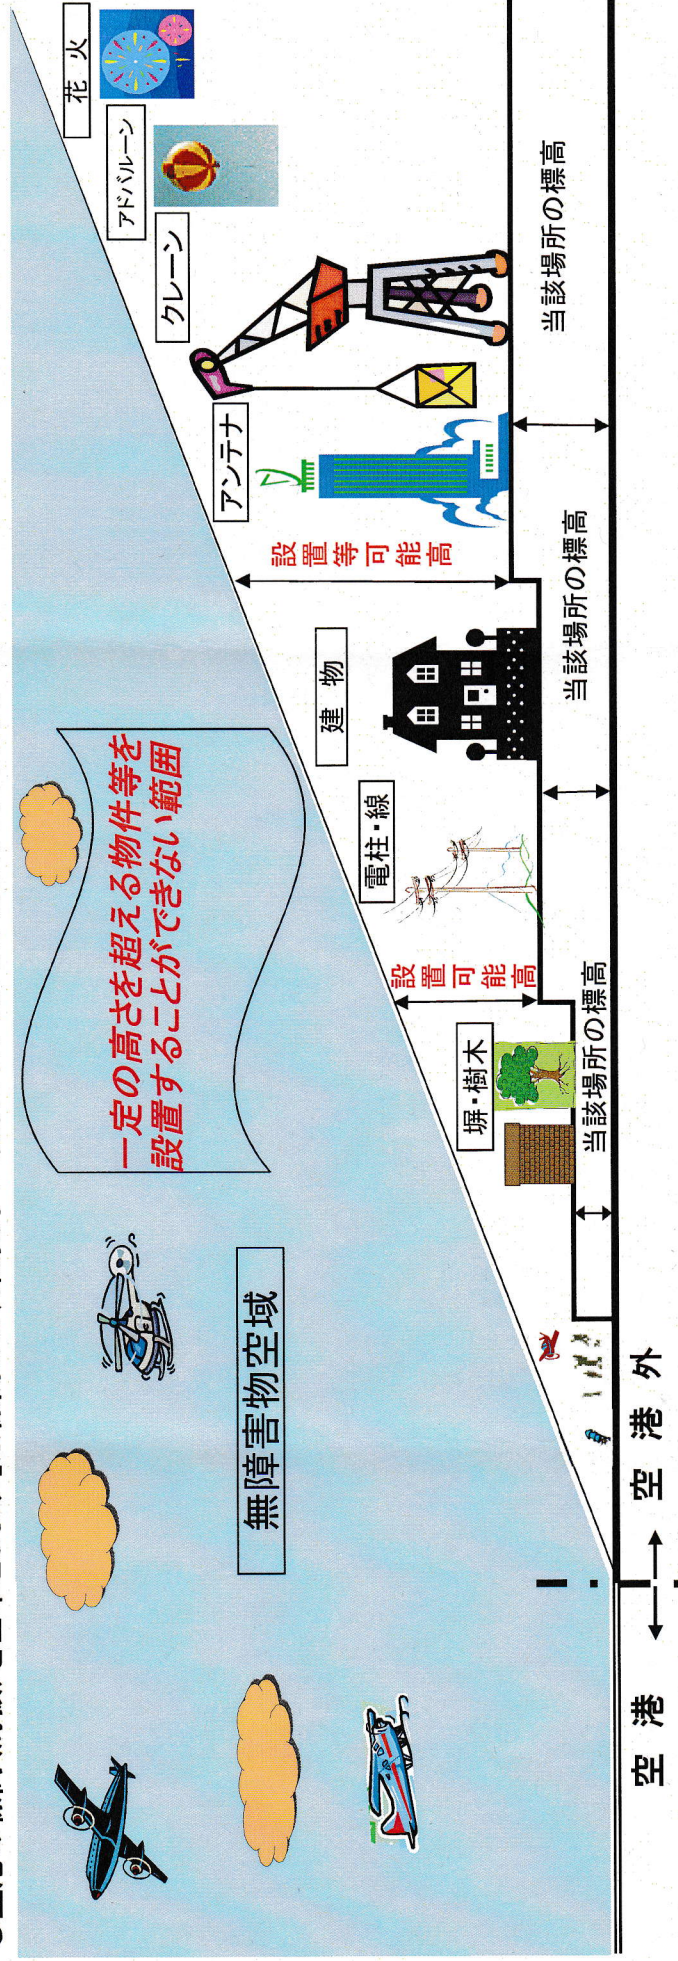 一定の高さを超える物件等を
設置することができない範囲
無障害物空域
花火
アドバルーン
クレーン
アンテナ
設置等可能高
建物
電柱・線
設置可能高
塀・樹木
当該場所の標高
当該場所の標高
当該場所の標高
空港
空港外